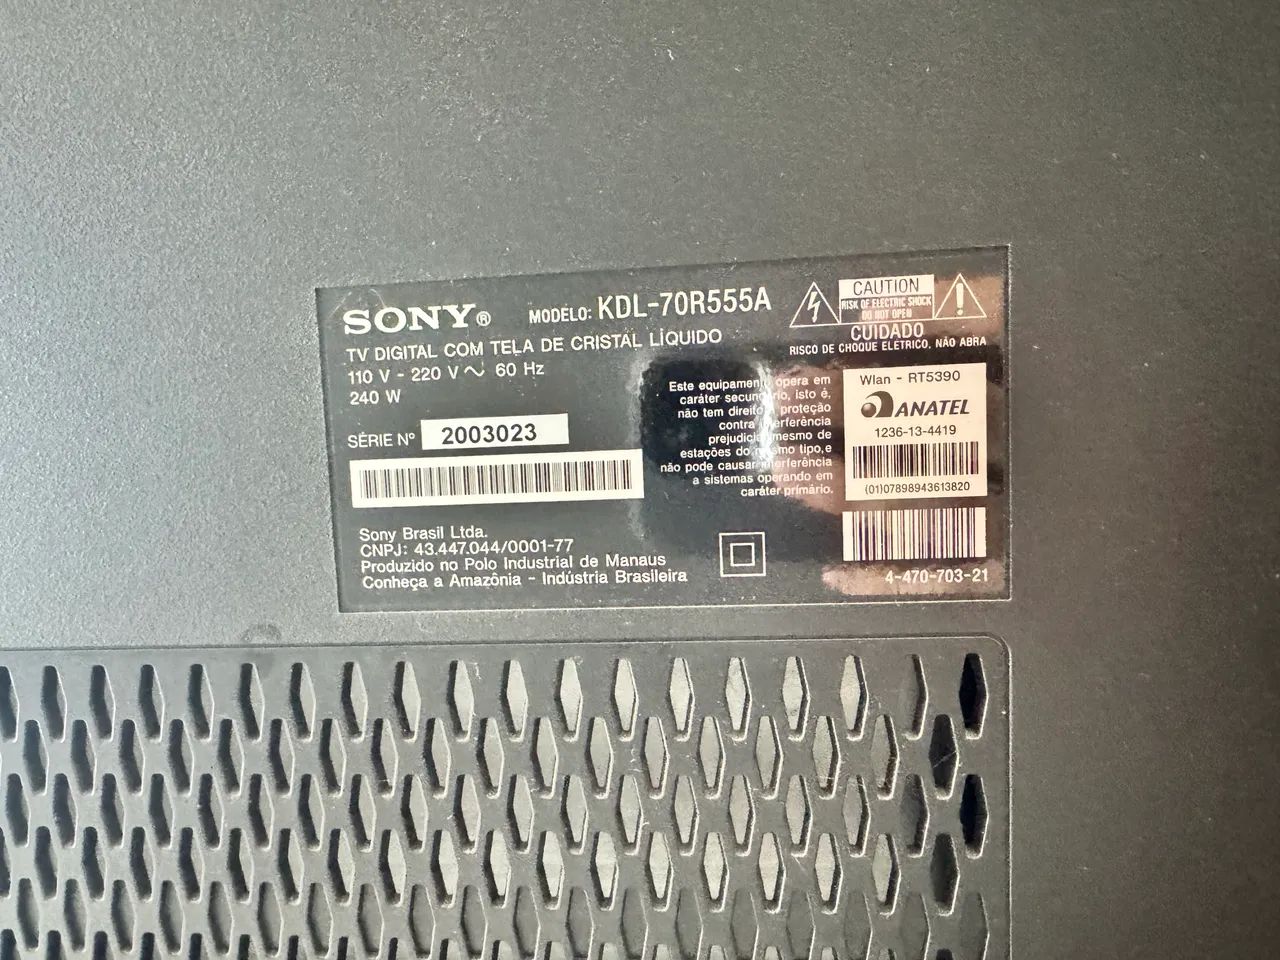 SONY® MODELO: KDL-70R555A
TV DIGITAL COM TELA DE CRISTAL LÍQUIDO
110 V - 220 V ~ 60 Hz
240 W
SÉRIE Nº 2003023
Sony Brasil Ltda.
CNPJ: 43.447.044/0001-77
Produzido no Polo Industrial de Manaus
Conheça a Amazônia - Indústria Brasileira
CAUTION
RISK OF ELECTRIC SHOCK
DO NOT OPEN
CUIDADO
RISCO DE CHOQUE ELÉTRICO, NÃO ABRA
Este equipamento opera em
caráter secundário, isto é,
não tem direito a proteção
contra interferência
prejudicial, mesmo de
estações do mesmo tipo, e
não pode causar interferência
a sistemas operando em
caráter primário.
Wlan - RT5390
ANATEL
1236-13-4419
(01)07898943613820
4-470-703-21